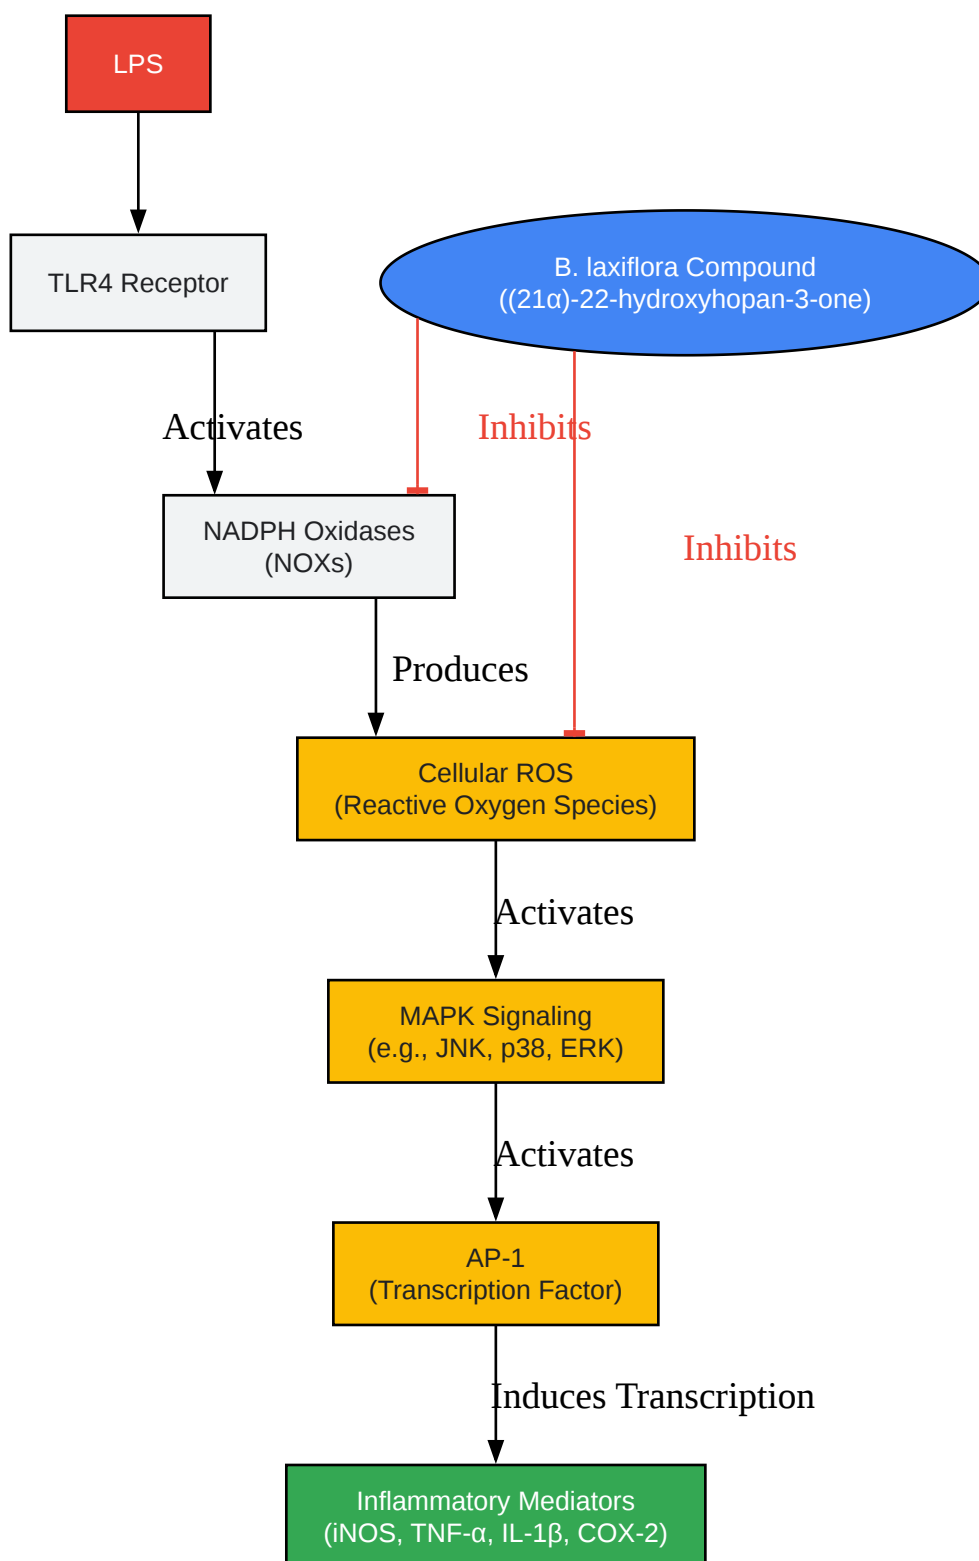 LPS
TLR4 Receptor
B. laxiflora Compound
((21α)-22-hydroxyhopan-3-one)
Activates
Inhibits
NADPH Oxidases
(NOXs)
Inhibits
Produces
Cellular ROS
(Reactive Oxygen Species)
Activates
MAPK Signaling
(e.g., JNK, p38, ERK)
Activates
AP-1
(Transcription Factor)
Induces Transcription
Inflammatory Mediators
(iNOS, TNF-α, IL-1β, COX-2)